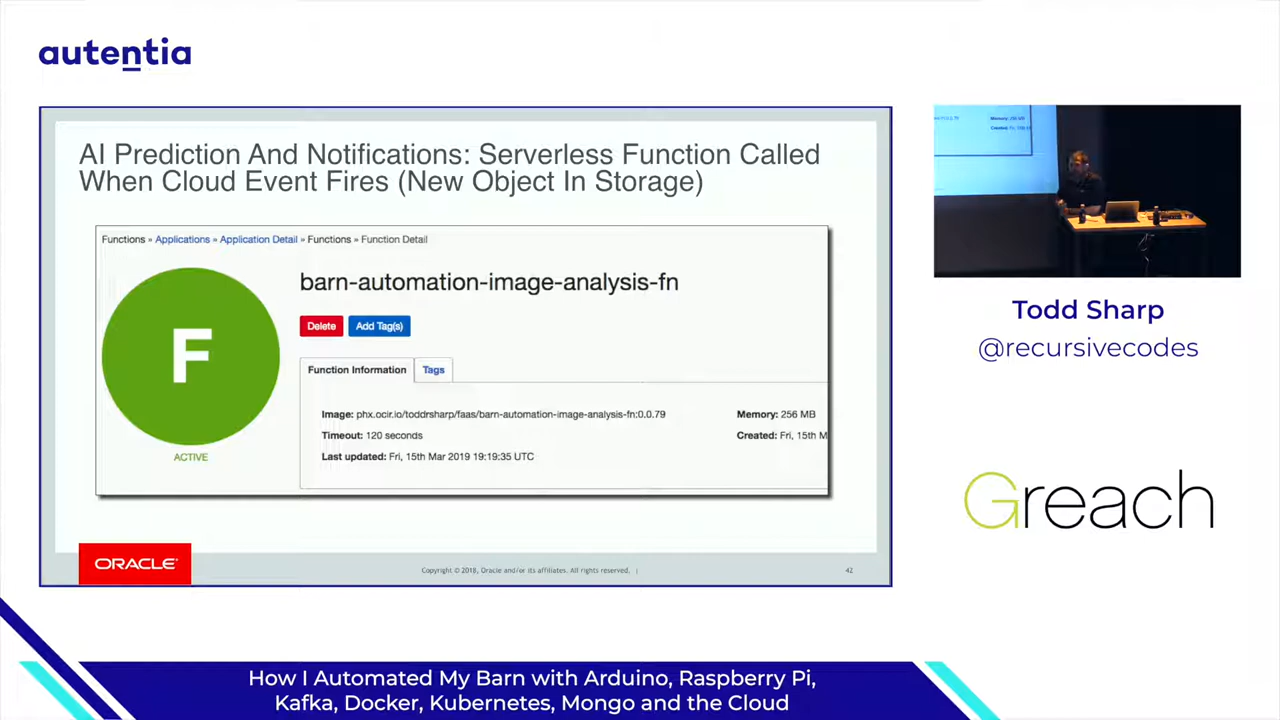 autentia
AI Prediction And Notifications: Serverless Function Called
When Cloud Event Fires (New Object In Storage)
Functions » Applications » Application Detail » Functions » Function Detail
F
ACTIVE
barn-automation-image-analysis-fn
Delete
Add Tag(s)
Function Information
Tags
Image: phx.ocir.io/toddrsharp/faas/barn-automation-image-analysis-fn:0.0.79
Memory: 256 MB
Timeout: 120 seconds
Created: Fri, 15th M
Last updated: Fri, 15th Mar 2019 19:19:35 UTC
ORACLE®
Copyright © 2018, Oracle and/or its affiliates. All rights reserved. |
42
Memory: 256 MB
Todd Sharp
@recursivecodes
Greach
How I Automated My Barn with Arduino, Raspberry Pi,
Kafka, Docker, Kubernetes, Mongo and the Cloud